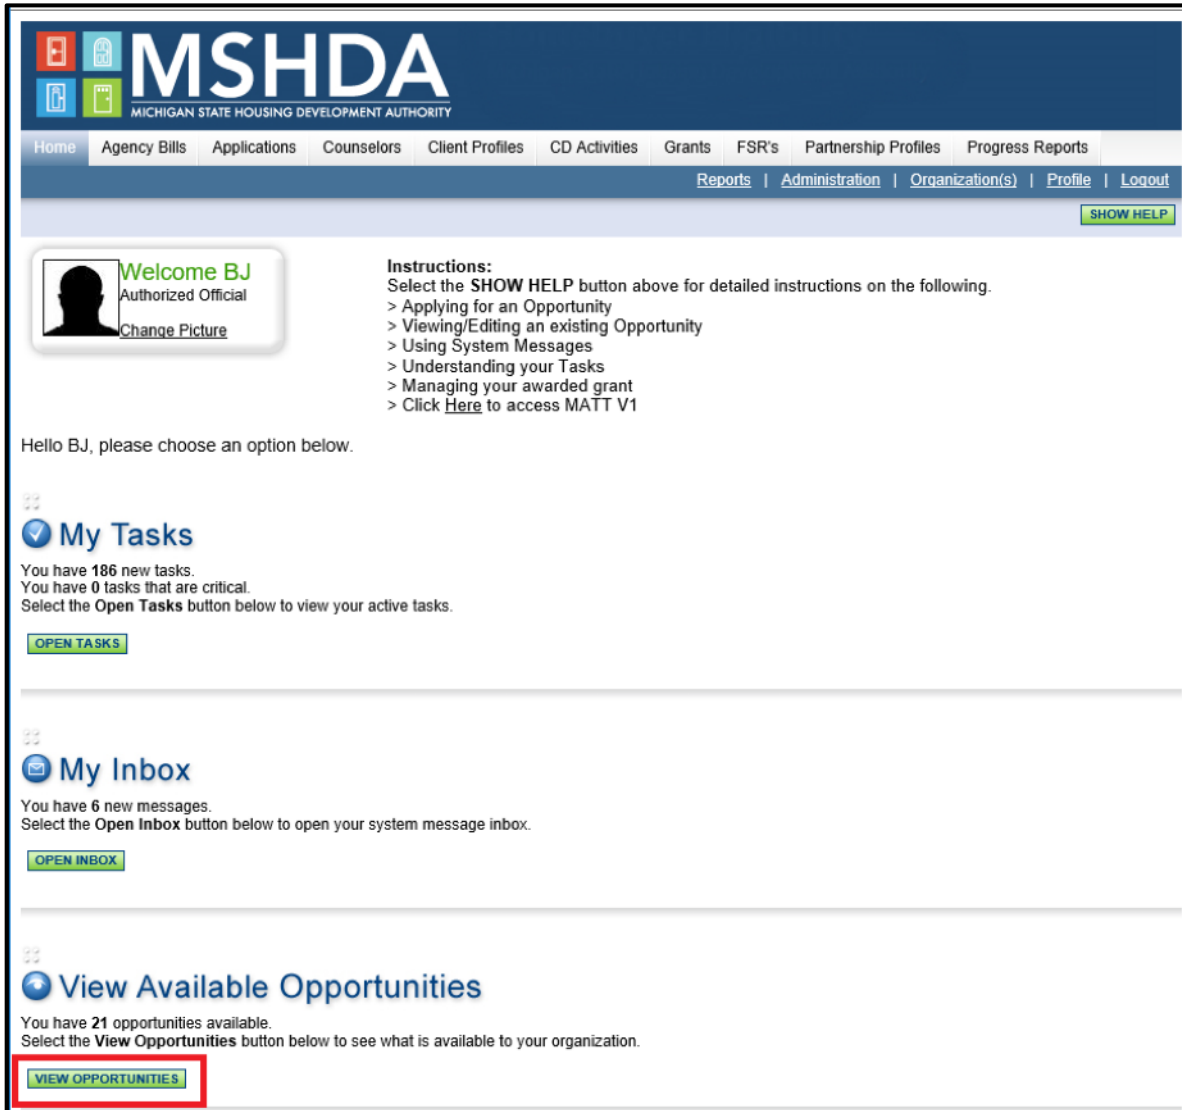 MSHDA
MICHIGAN STATE HOUSING DEVELOPMENT AUTHORITY
Home Agency Bills Applications Counselors Client Profiles CD Activities Grants FSR's Partnership Profiles Progress Reports
Reports | Administration | Organization(s) | Profile | Logout
SHOW HELP
Welcome BJ
Authorized Official
Change Picture
Instructions:
Select the SHOW HELP button above for detailed instructions on the following.
> Applying for an Opportunity
> Viewing/Editing an existing Opportunity
> Using System Messages
> Understanding your Tasks
> Managing your awarded grant
> Click Here to access MATT V1
Hello BJ, please choose an option below.
My Tasks
You have 186 new tasks.
You have 0 tasks that are critical.
Select the Open Tasks button below to view your active tasks.
OPEN TASKS
My Inbox
You have 6 new messages.
Select the Open Inbox button below to open your system message inbox.
OPEN INBOX
View Available Opportunities
You have 21 opportunities available.
Select the View Opportunities button below to see what is available to your organization.
VIEW OPPORTUNITIES